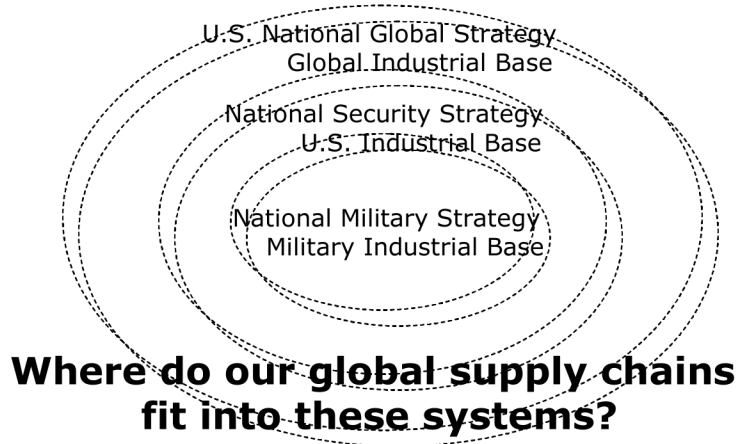 U.S. National Global Strategy
Global Industrial Base
National Security Strategy
U.S. Industrial Base
National Military Strategy
Military Industrial Base
Where do our global supply chains
fit into these systems?